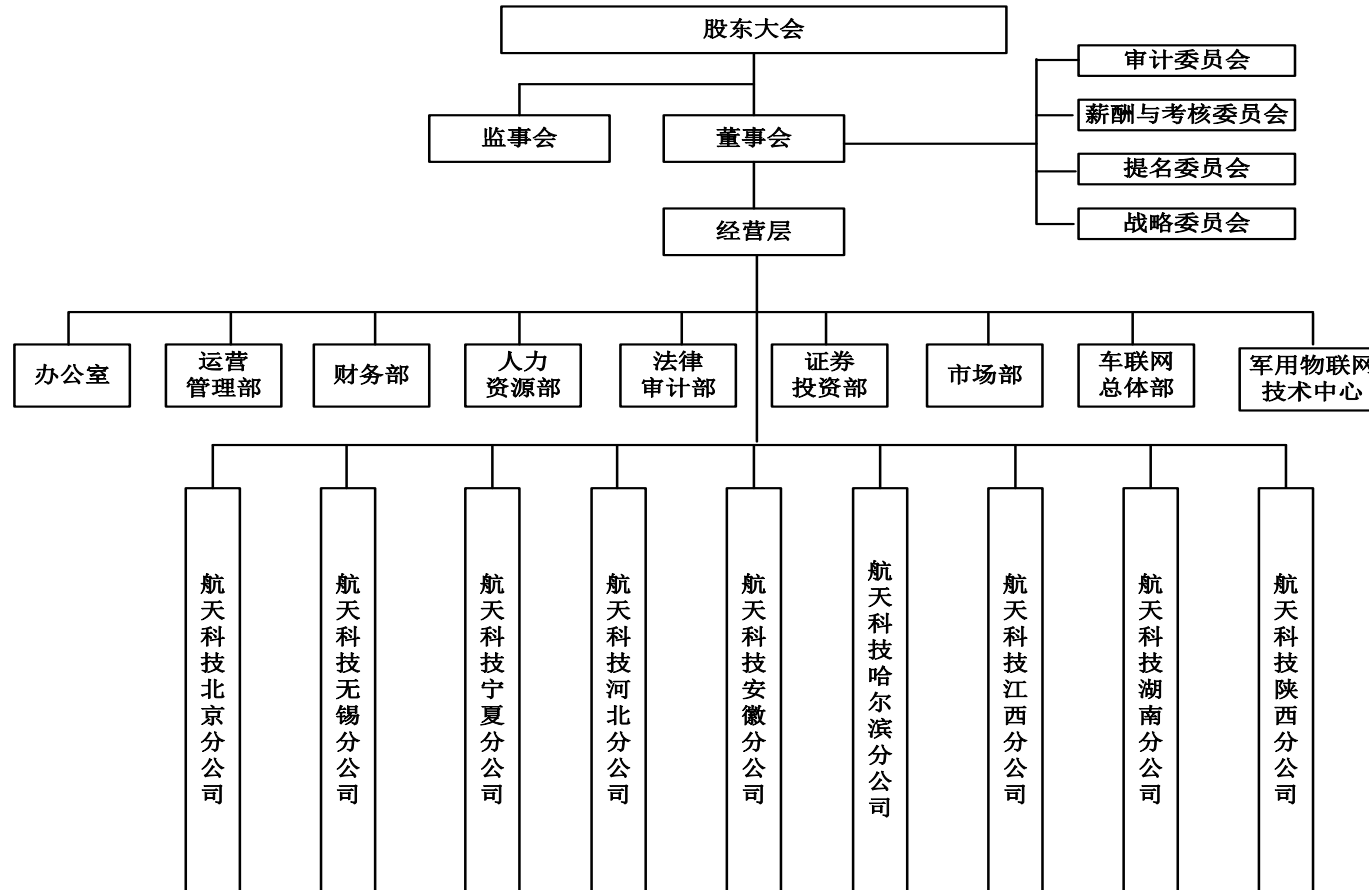 股东大会
审计委员会
薪酬与考核委员会
监事会
董事会
提名委员会
战略委员会
经营层
办公室
运营
管理部
财务部
人力
资源部
法律
审计部
证券
投资部
市场部
车联网
总体部
军用物联网
技术中心
航天科技北京分公司
航天科技无锡分公司
航天科技宁夏分公司
航天科技河北分公司
航天科技安徽分公司
航天科技哈尔滨分公司
航天科技江西分公司
航天科技湖南分公司
航天科技陕西分公司